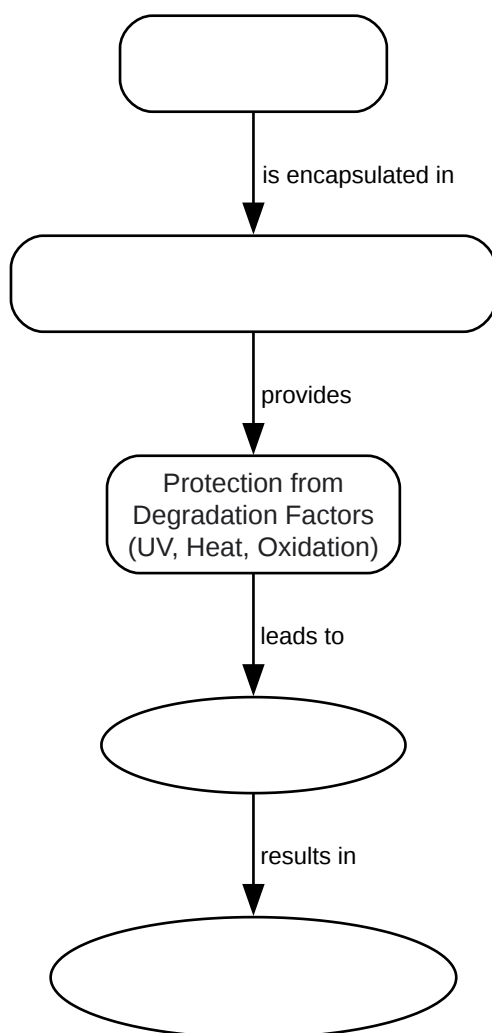 is encapsulated in
provides
Protection from
Degradation Factors
(UV, Heat, Oxidation)
leads to
results in